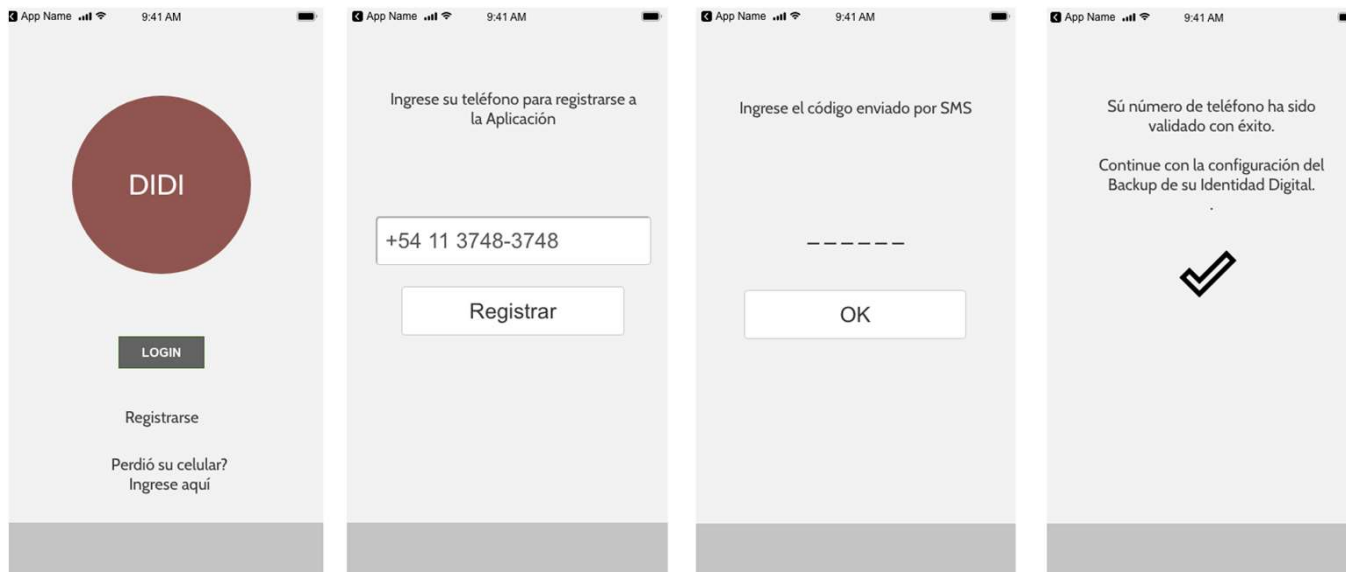 App Name 9:41 AM
DIDI
LOGIN
Registrarse
Perdió su celular?
Ingrese aquí
App Name 9:41 AM
Ingrese su teléfono para registrarse a
la Aplicación
+54 11 3748-3748
Registrar
App Name 9:41 AM
Ingrese el código enviado por SMS
______
OK
App Name 9:41 AM
Sú número de teléfono ha sido
validado con éxito.
Continue con la configuración del
Backup de su Identidad Digital.
.